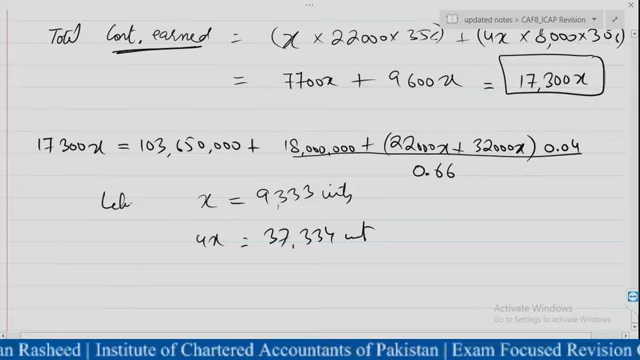 updated notes > CAF8_ICAP Revision
Total Cont. earned = (x × 22000 × 35%) + (4x × 8,000 × 30%)
= 7700x + 9600x = 17,300x
17300x = 103,650,000 + 18,000,000 + (22000x + 32000x) 0.04
0.66
x = 9,333 units
4x = 37,334 unit
Activate Windows
Go to Settings to activate Windows.
an Rasheed | Institute of Chartered Accountants of Pakistan | Exam Focused Revision